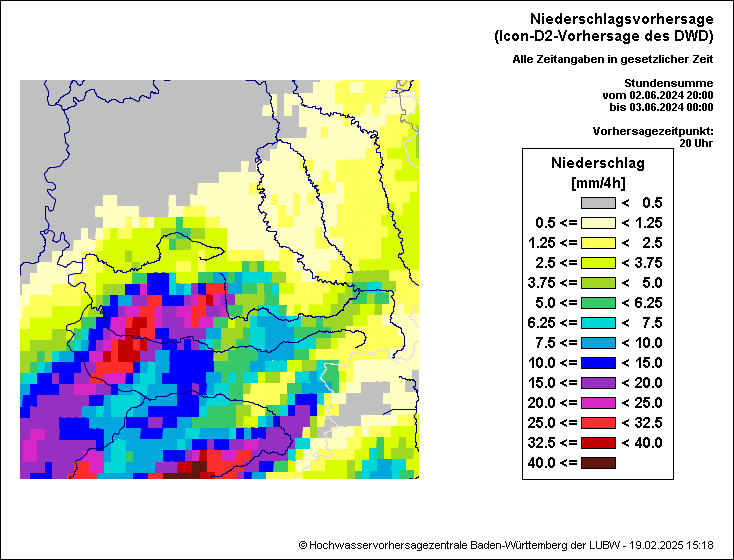 Niederschlagsvorhersage
(Icon-D2-Vorhersage des DWD)
Alle Zeitangaben in gesetzlicher Zeit
Stundensumme
vom 02.06.2024 20:00
bis 03.06.2024 00:00
Vorhersagezeitpunkt:
20 Uhr
Niederschlag
[mm/4h]
< 0.5
0.5 <= < 1.25
1.25 <= < 2.5
2.5 <= < 3.75
3.75 <= < 5.0
5.0 <= < 6.25
6.25 <= < 7.5
7.5 <= < 10.0
10.0 <= < 15.0
15.0 <= < 20.0
20.0 <= < 25.0
25.0 <= < 32.5
32.5 <= < 40.0
40.0 <=
© Hochwasservorhersagezentrale Baden-Württemberg der LUBW - 19.02.2025 15:18